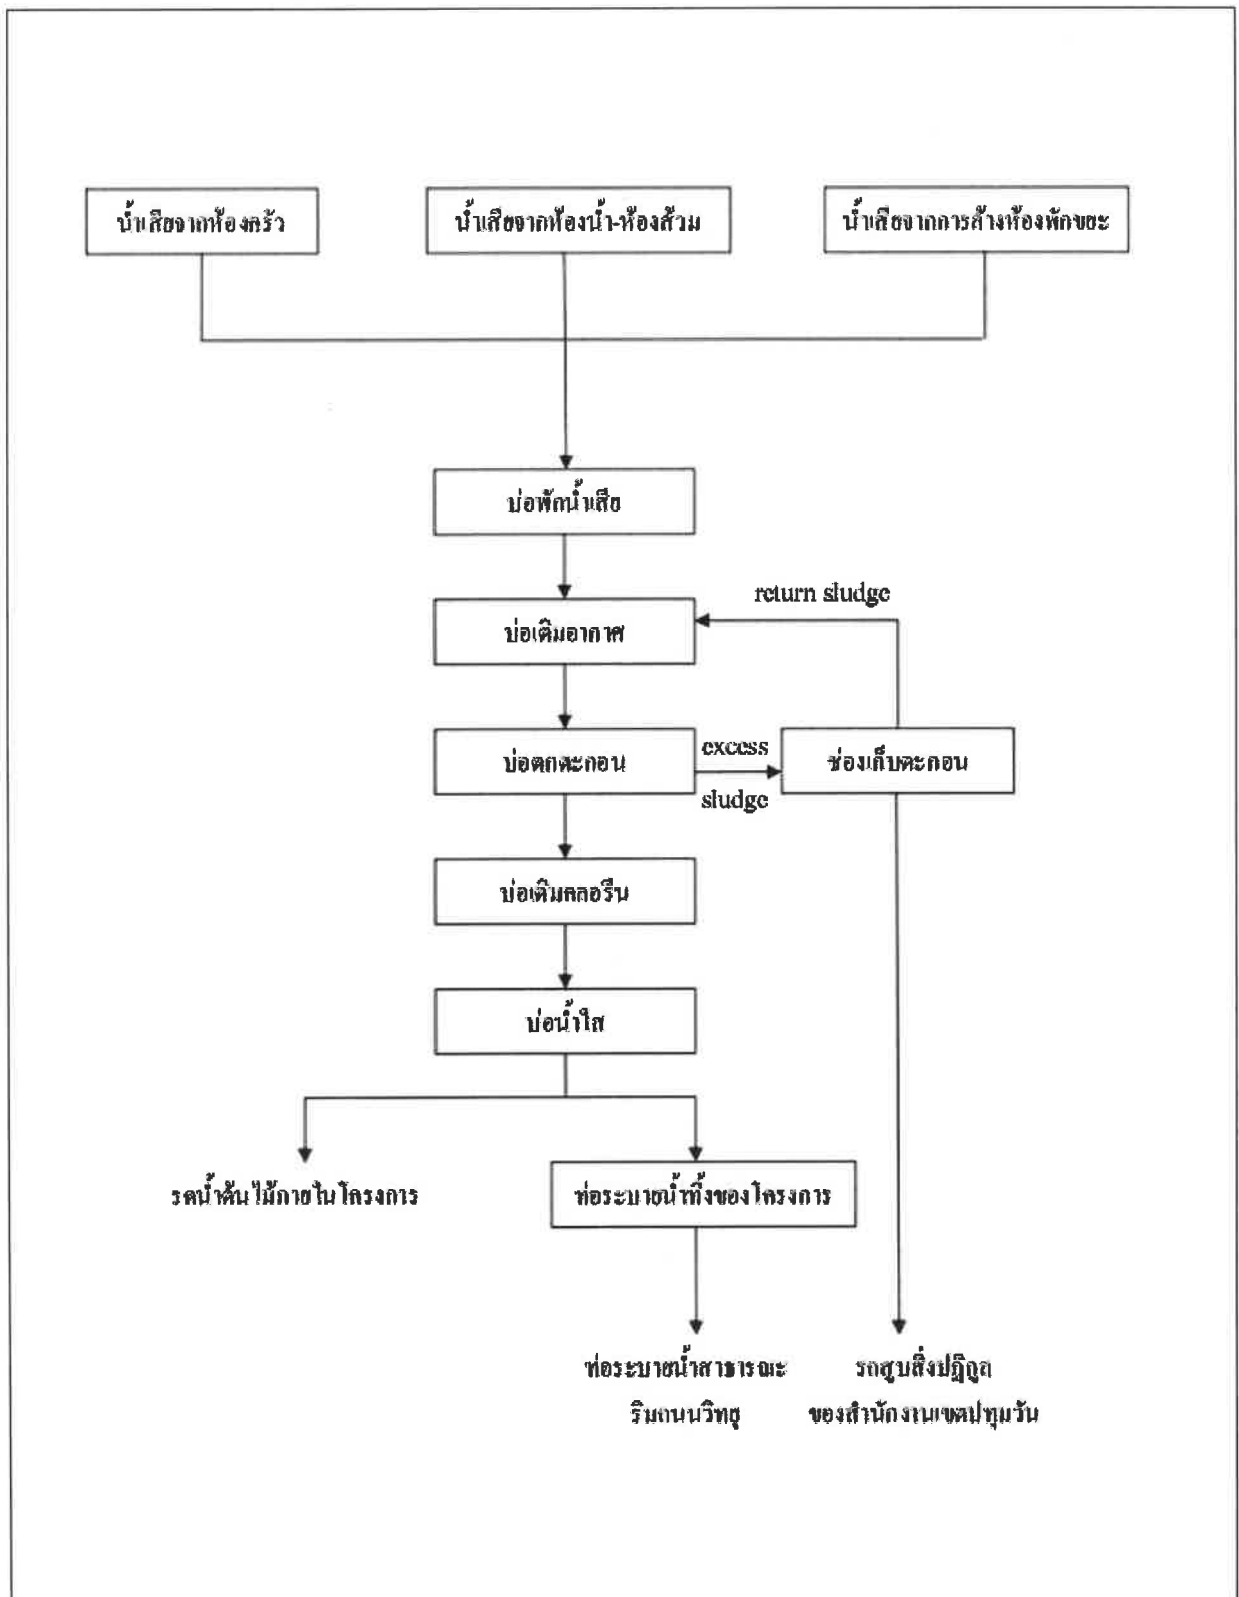 น้ำเสียจากห้องครัว
น้ำเสียจากห้องน้ำ-ห้องส้วม
น้ำเสียจากการล้างห้องพักขยะ
บ่อพักน้ำเสีย
return sludge
บ่อเติมอากาศ
บ่อตกตะกอน
excess
sludge
ช่องเก็บตะกอน
บ่อเติมคลอรีน
บ่อน้ำใส
รดน้ำต้นไม้ภายในโครงการ
ท่อระบายน้ำทิ้งของโครงการ
ท่อระบายน้ำสาธารณะ
ริมถนนวิทยุ
รถสูบสิ่งปฏิกูล
ของสำนักงานเขตปทุมวัน